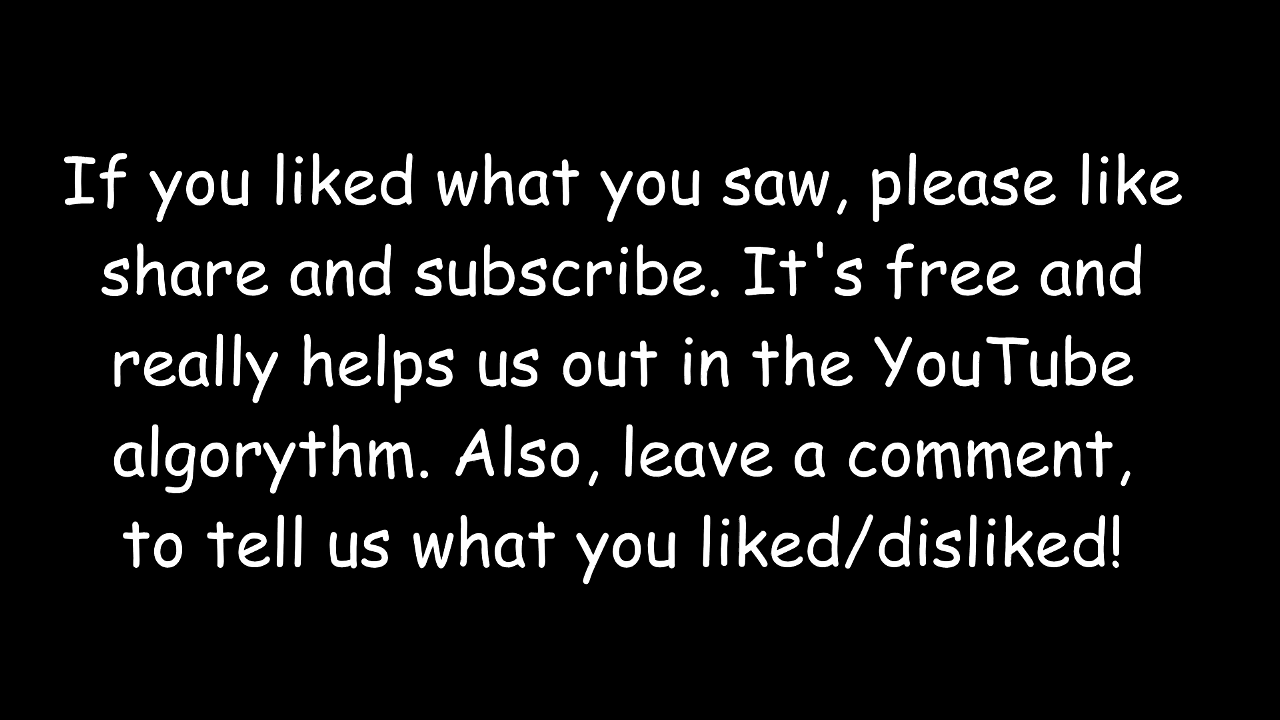 If you liked what you saw, please like
share and subscribe. It's free and
really helps us out in the YouTube
algorythm. Also, leave a comment,
to tell us what you liked/disliked!